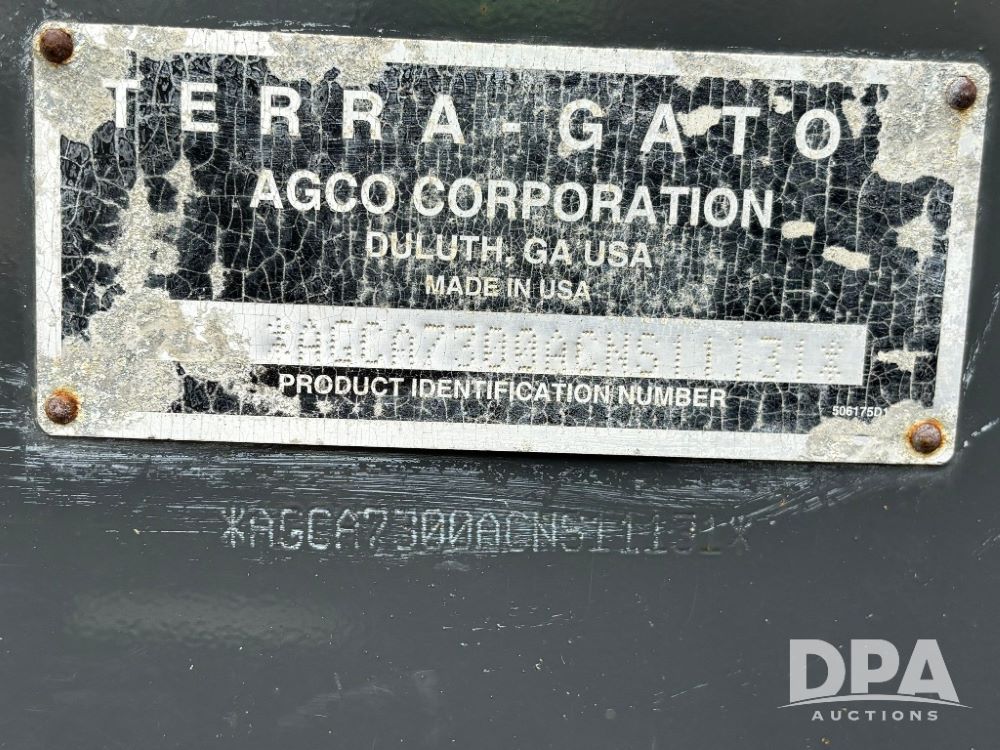 TERRA-GATO
AGCO CORPORATION
DULUTH, GA USA
MADE IN USA
*AGCA7300ACNS11131*
PRODUCT IDENTIFICATION NUMBER
506175D1
*AGCA7300ACNS11131*
DPA
AUCTIONS